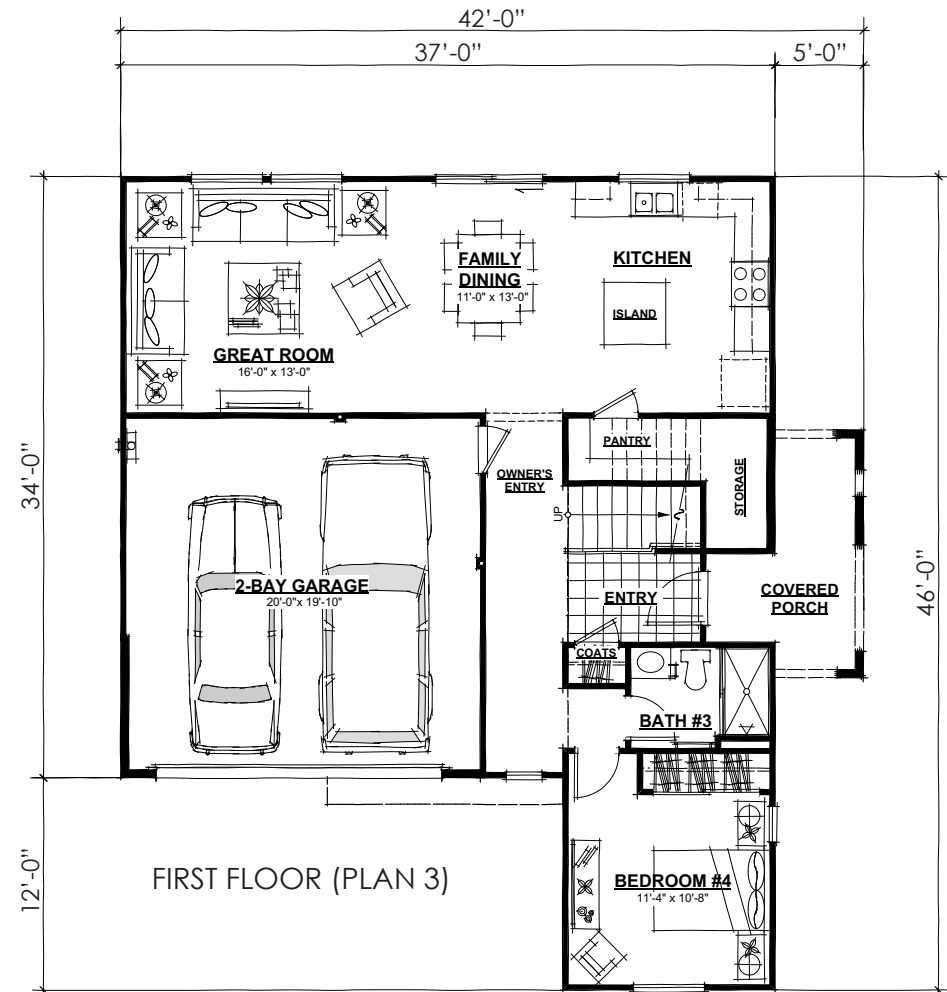 42’-0”
37’-0”
5’-0”
FAMILY
DINING
11'-0" x 13'-0"
KITCHEN
ISLAND
GREAT ROOM
16'-0" x 13'-0"
34’-0”
46’-0”
PANTRY
OWNER'S
ENTRY
STORAGE
UP
2-BAY GARAGE
20'-0"x 19'-10"
ENTRY
COVERED
PORCH
COATS
BATH #3
12’-0”
FIRST FLOOR (PLAN 3)
BEDROOM #4
11'-4" x 10'-8"